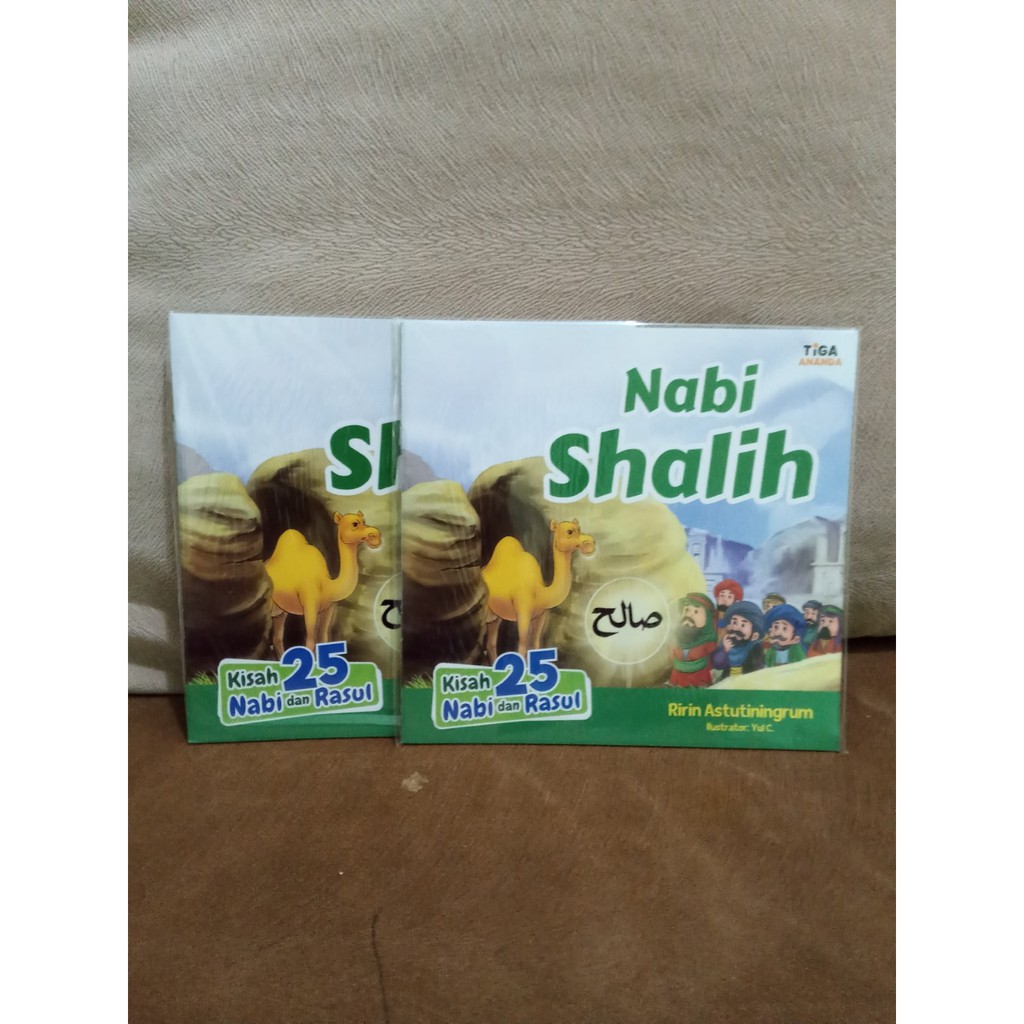 Sh
ح
Kisah 25
Nabi dan Rasul
TiGA
ANANDA
Nabi
Shalih
صالح
Kisah 25
Nabi dan Rasul
Ririn Astutiningrum
Ilustrator: Yul C.